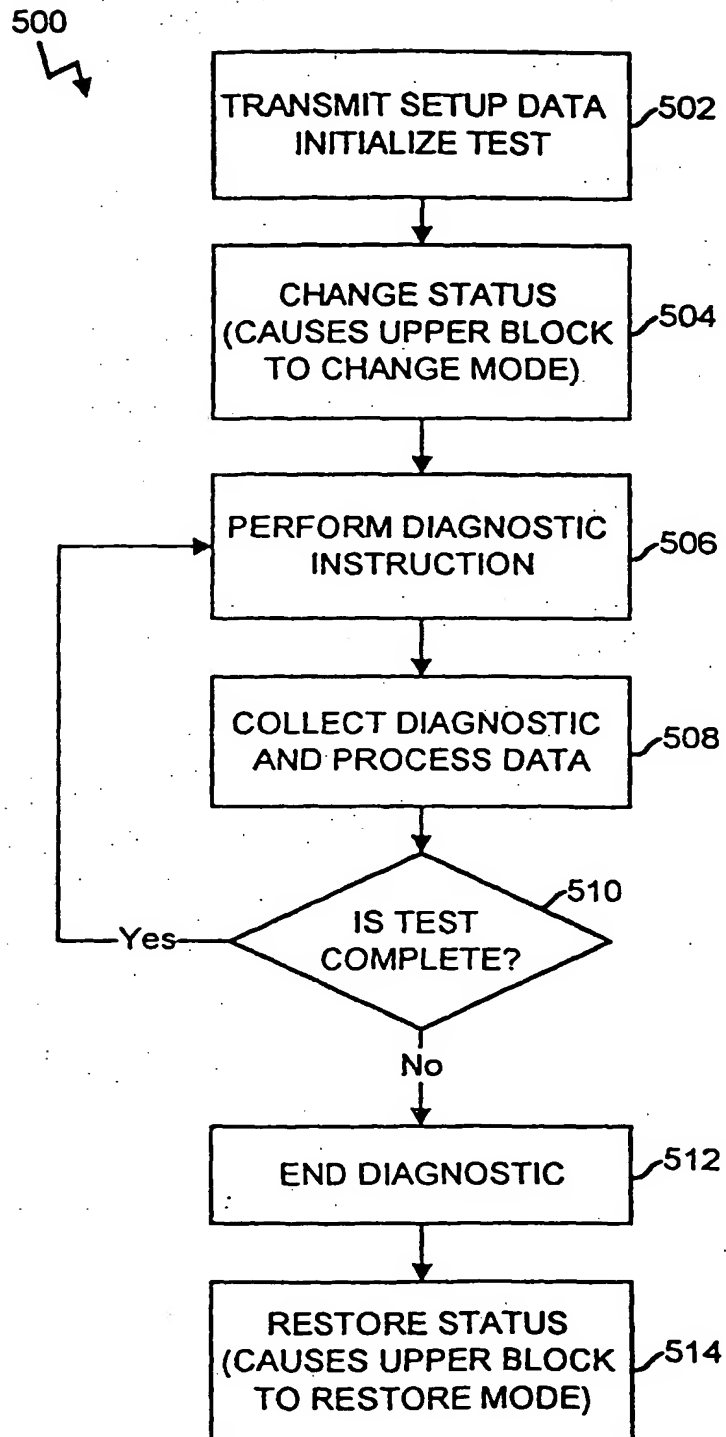 500
TRANSMIT SETUP DATA
INITIALIZE TEST
502
CHANGE STATUS
(CAUSES UPPER BLOCK
TO CHANGE MODE)
504
PERFORM DIAGNOSTIC
INSTRUCTION
506
COLLECT DIAGNOSTIC
AND PROCESS DATA
508
IS TEST
COMPLETE?
510
Yes
No
END DIAGNOSTIC
512
RESTORE STATUS
(CAUSES UPPER BLOCK
TO RESTORE MODE)
514